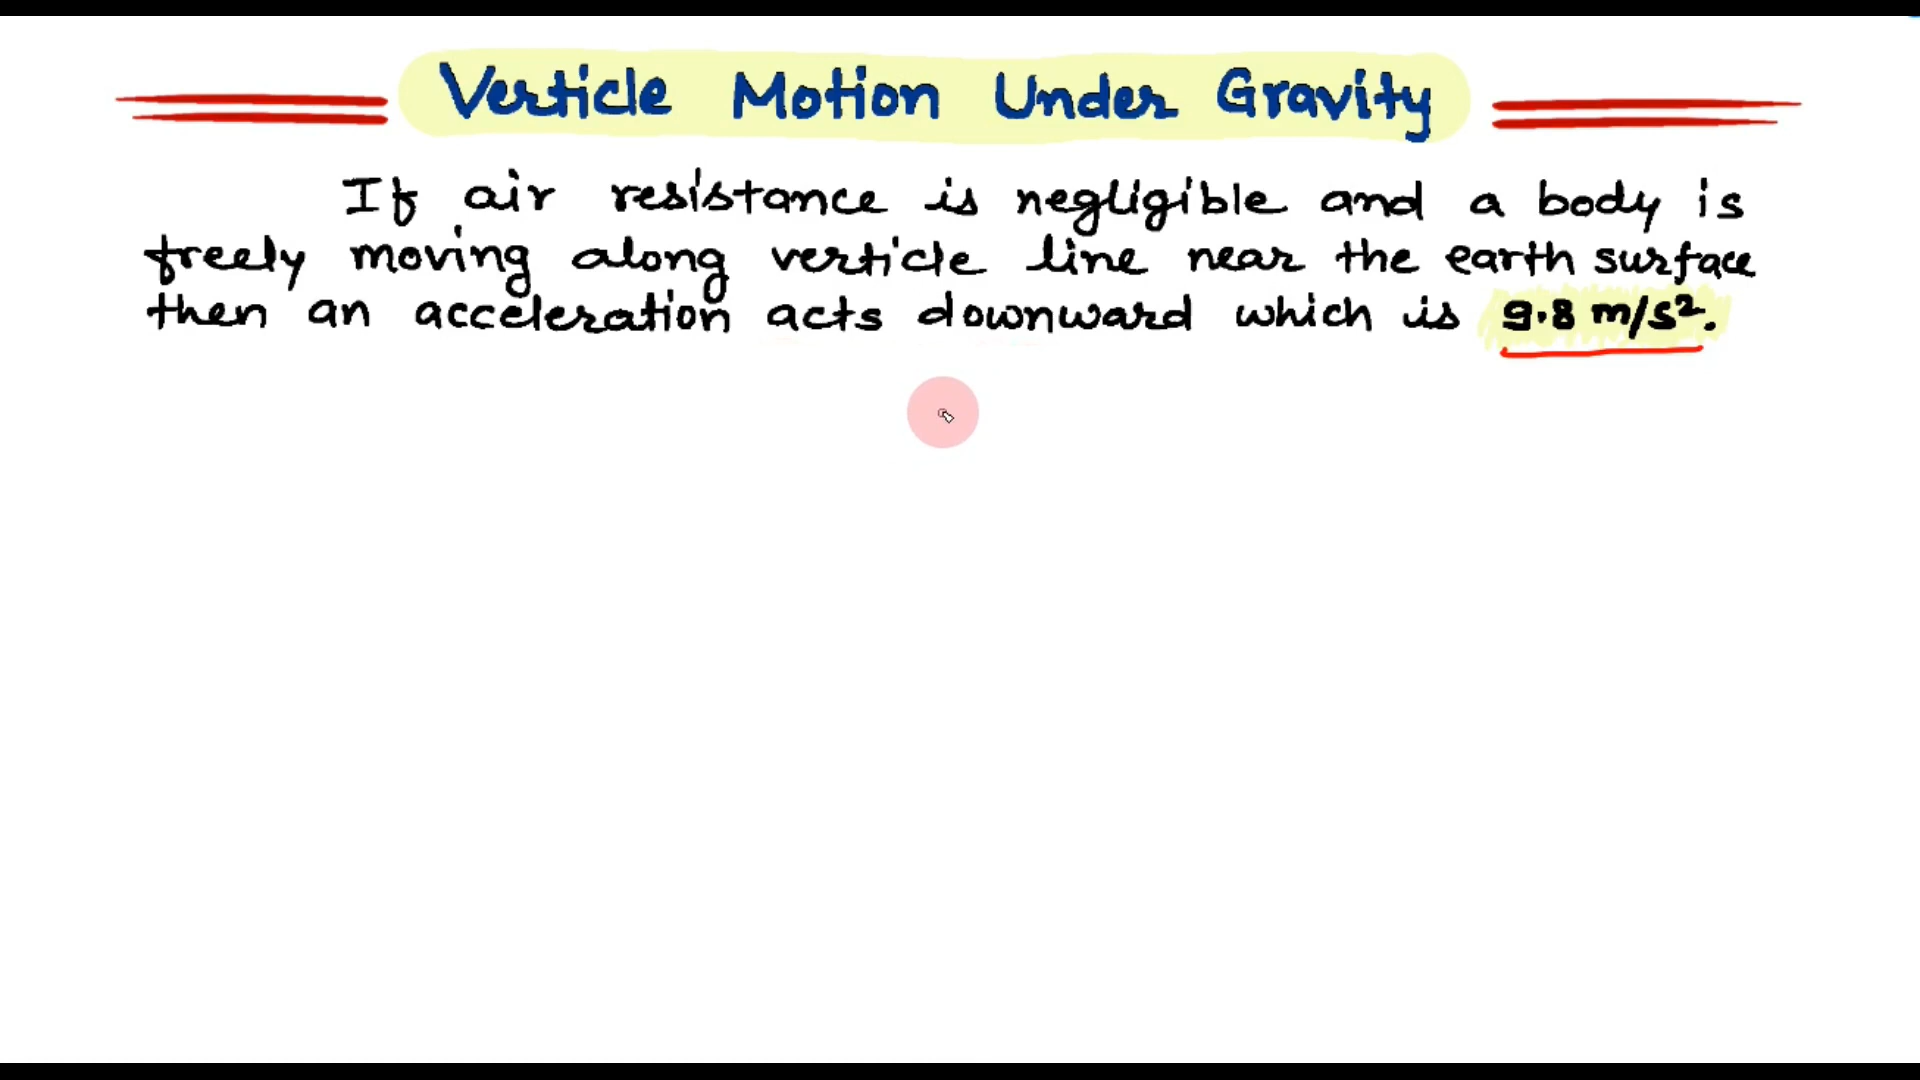 Verticle Motion Under Gravity
If air resistance is negligible and a body is
freely moving along verticle line near the earth surface
then an acceleration acts downward which is 9.8 m/s².